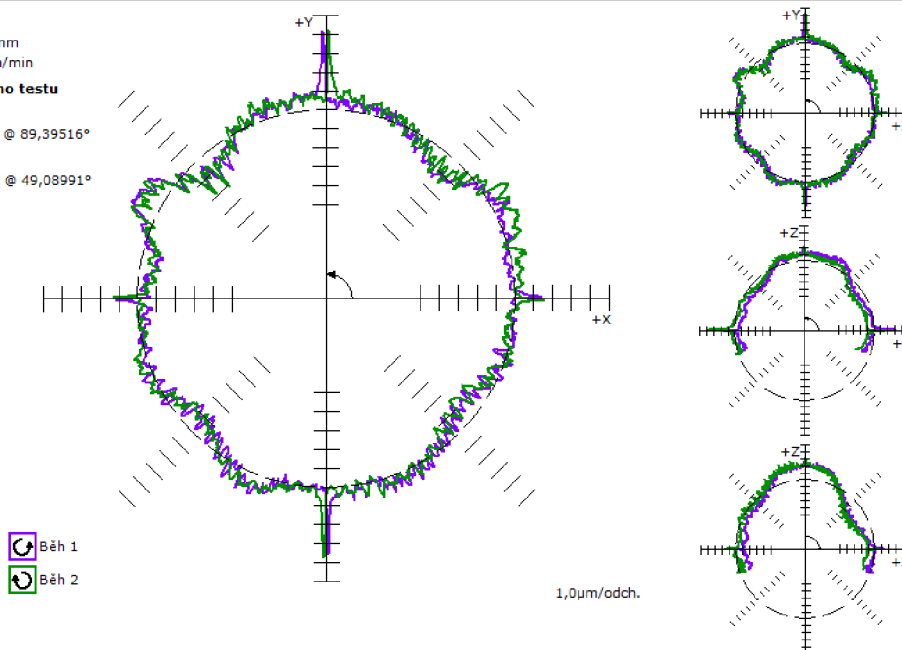 nm
/min
no testu
@ 89,39516°
@ 49,08991°
+Y
+X
Běh 1
Běh 2
1,0µm/odch.
+Y
+
+Z
+
+Z
+